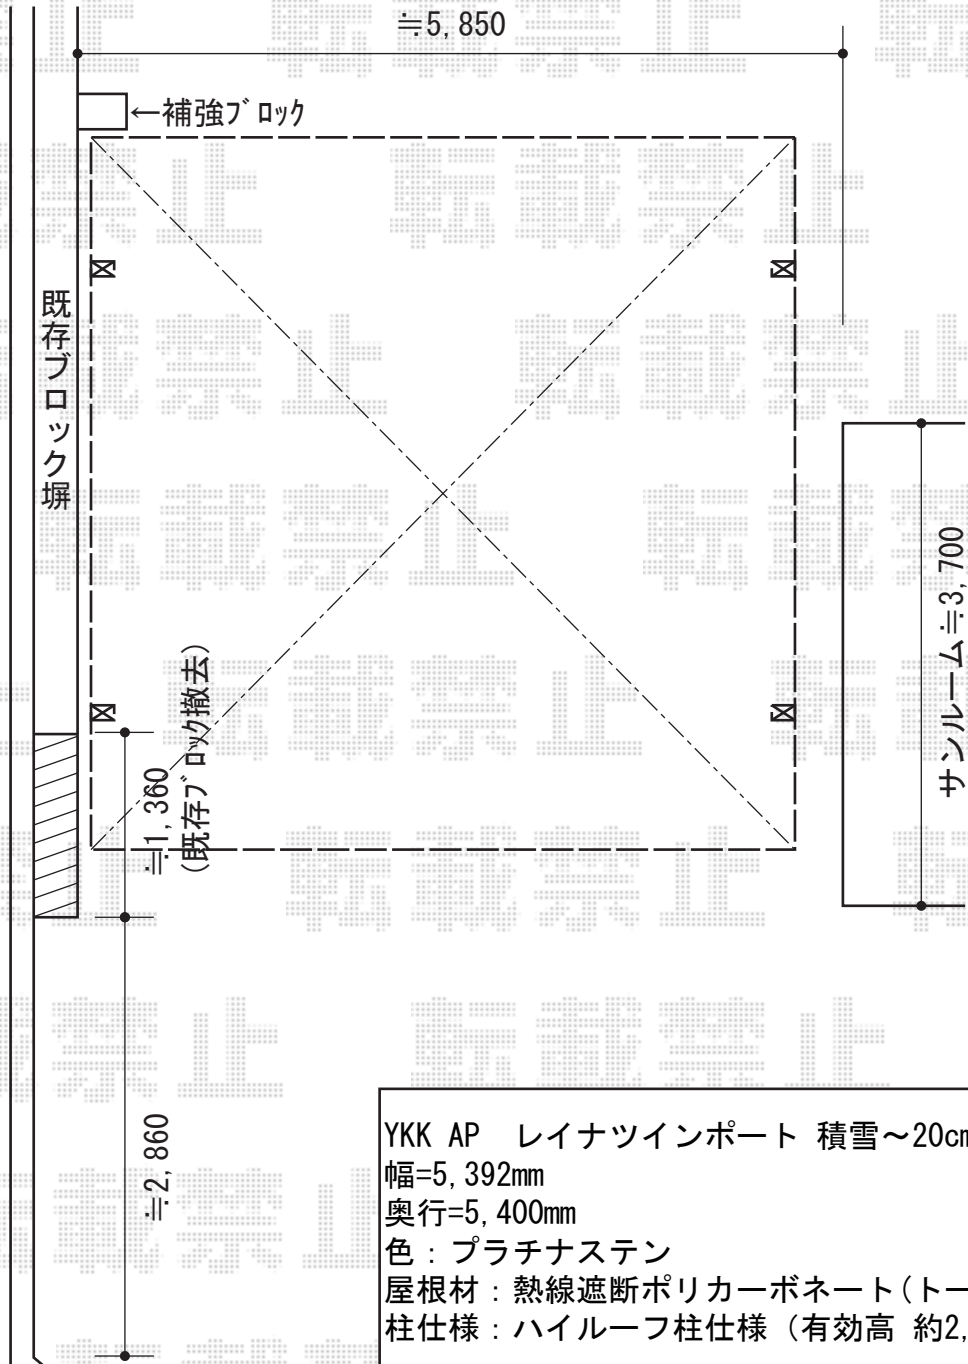 ≒5,850
←補強ブロック
既存ブロック塀
サンルーム≒3,700
≒1,360
(既存ブロック撤去)
≒2,860
YKK AP レイナツインポート 積雪～20cm
幅=5,392mm
奥行=5,400mm
色：プラチナステン
屋根材：熱線遮断ポリカーボネート(トー
柱仕様：ハイルーフ柱仕様（有効高 約2,
転載禁止